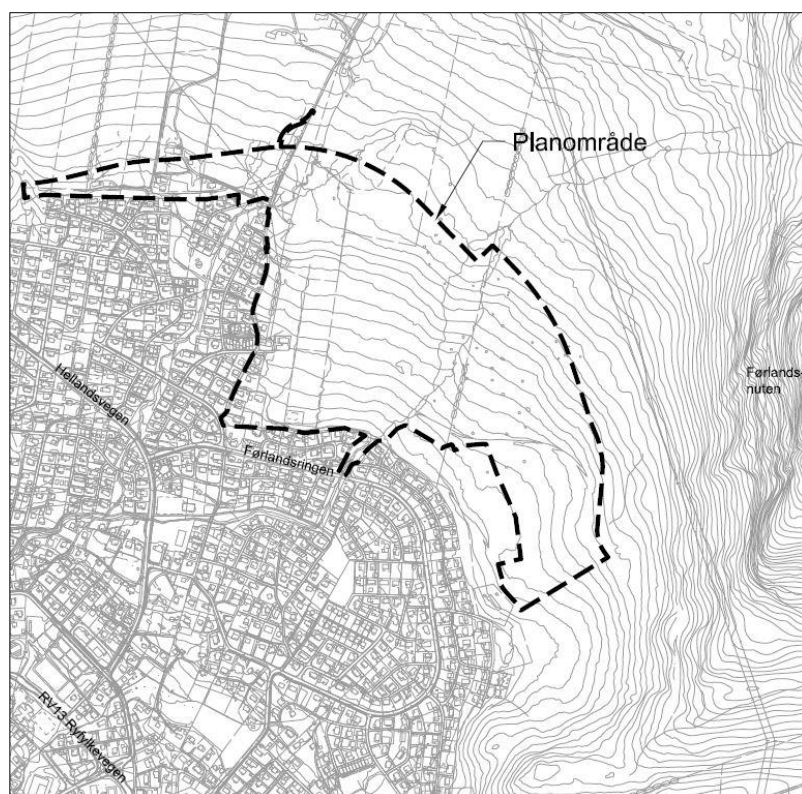 Planområde
Førlands-
nuten
Hellandsvegen
Førlandsringen
RV13 Ryfylkevegen